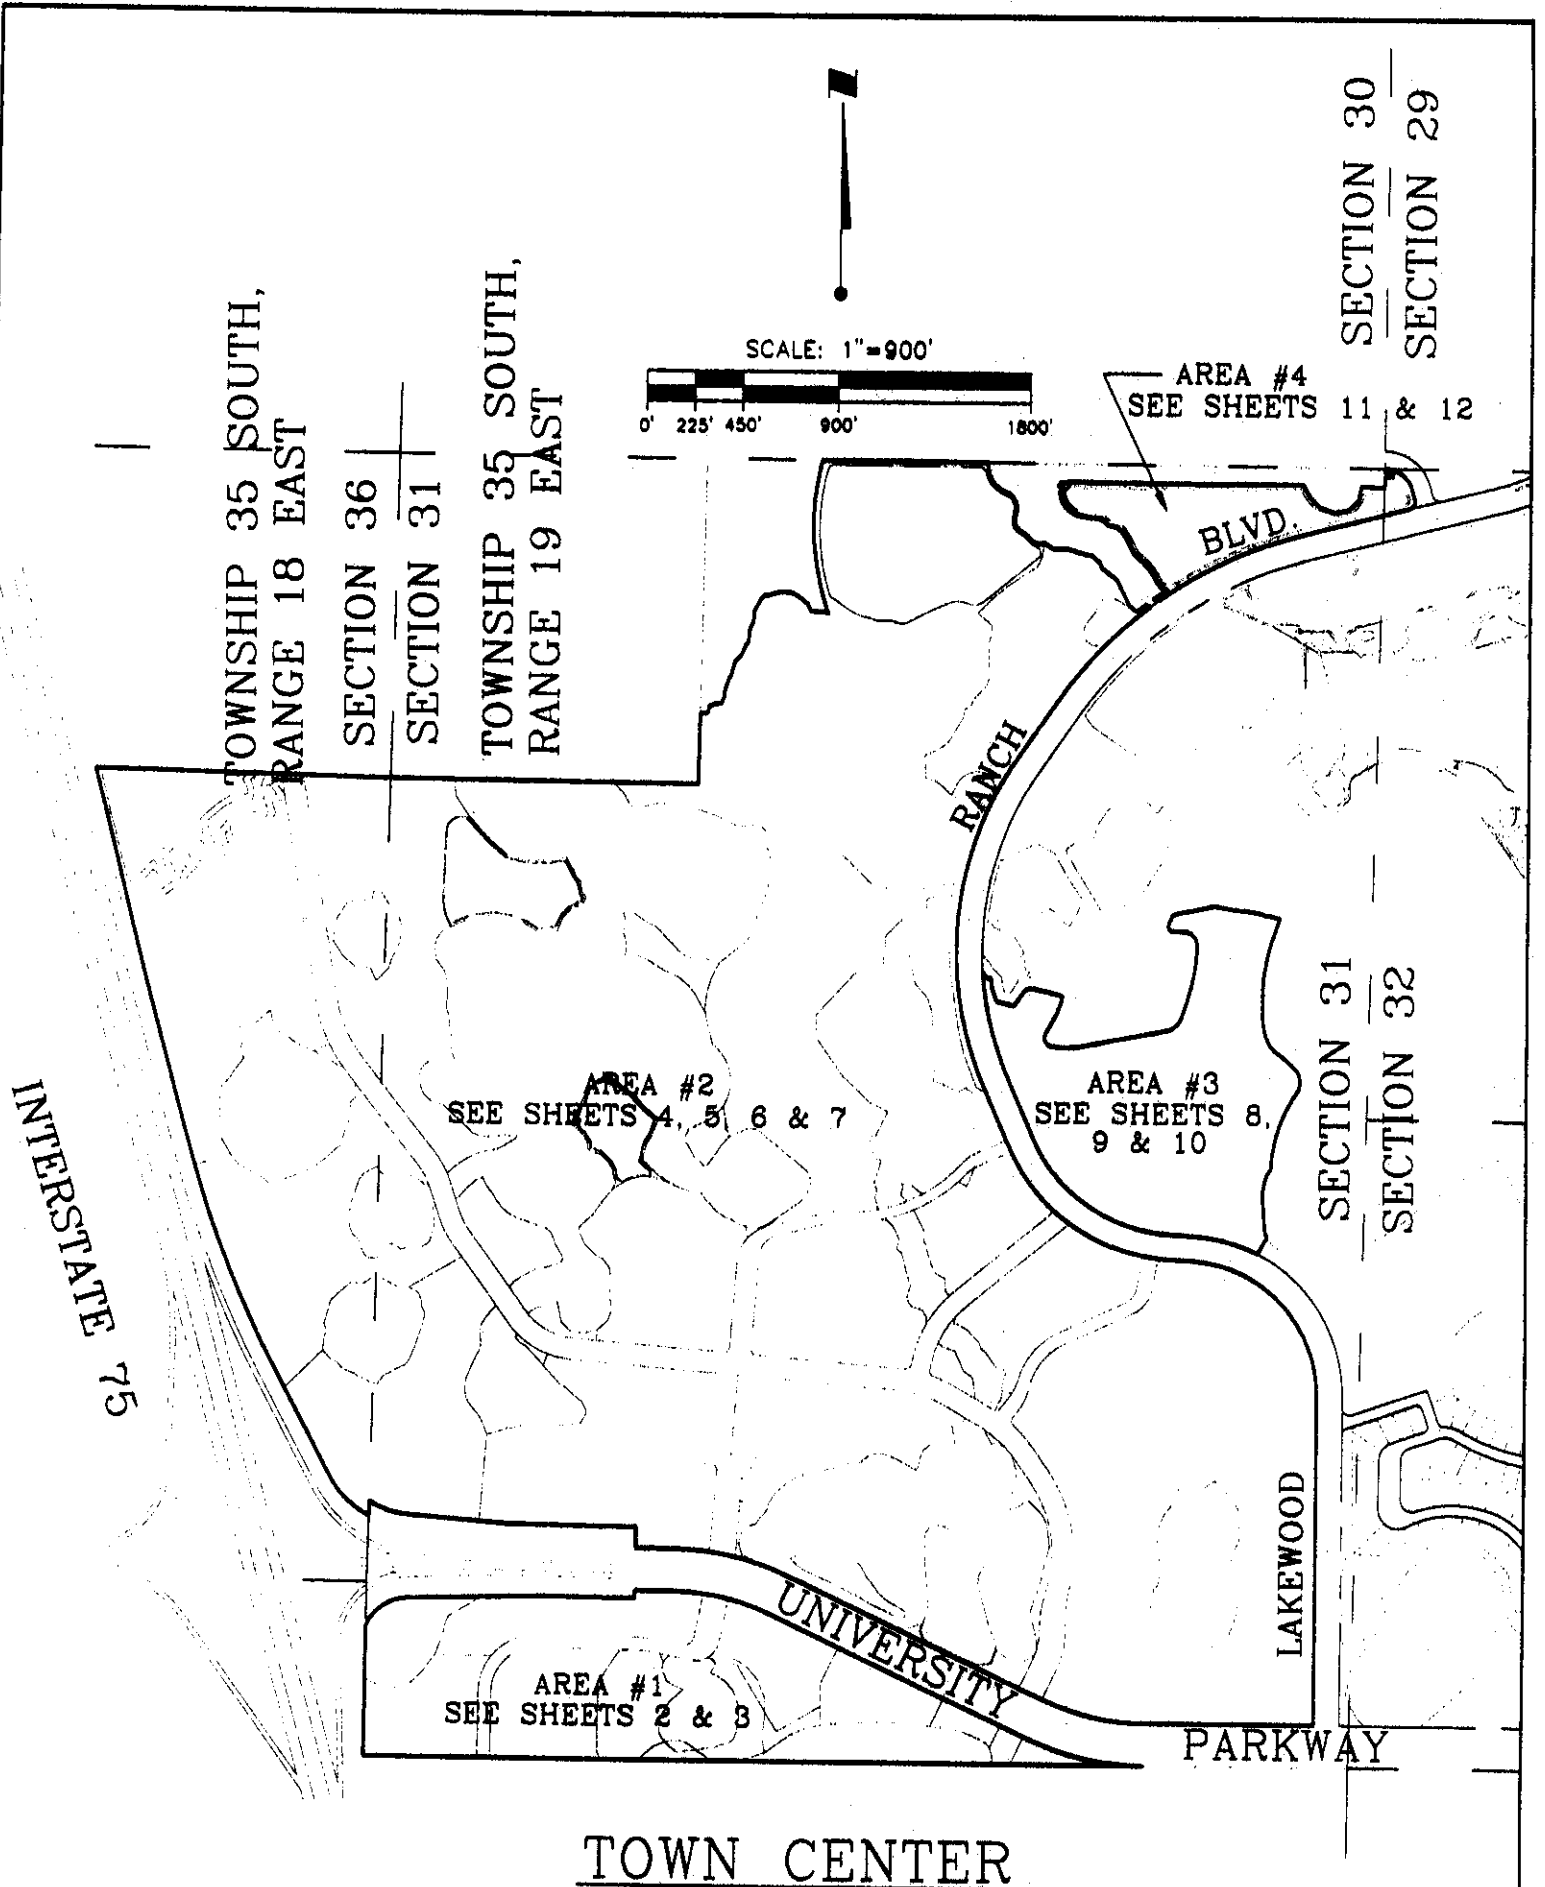 SECTION 30
SECTION 29
TOWNSHIP 35 SOUTH,
RANGE 18 EAST
SECTION 36
SECTION 31
TOWNSHIP 35 SOUTH,
RANGE 19 EAST
N
SCALE: 1"=900'
0' 225' 450' 900' 1800'
AREA #4
SEE SHEETS 11 & 12
BLVD.
RANCH
SECTION 31
SECTION 32
AREA #2
SEE SHEETS 4, 5, 6 & 7
AREA #3
SEE SHEETS 8,
9 & 10
INTERSTATE 75
LAKEWOOD
UNIVERSITY
AREA #1
SEE SHEETS 2 & 3
PARKWAY
TOWN CENTER